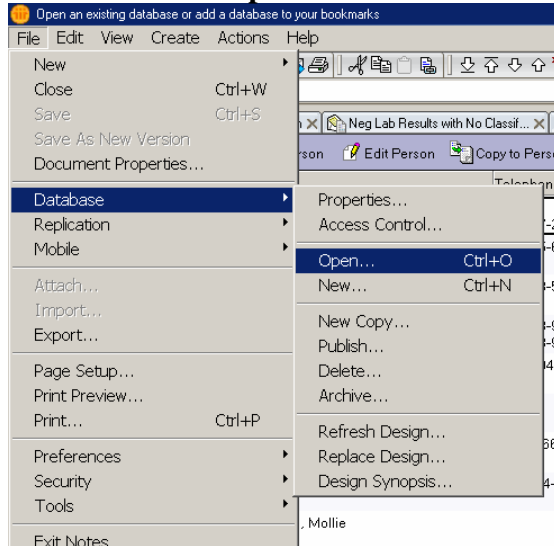 Open an existing database or add a database to your bookmarks
File Edit View Create Actions Help
New
Close Ctrl+W
Save Ctrl+S
Save As New Version
Document Properties...
Database
Replication
Mobile
Attach...
Import...
Export...
Page Setup...
Print Preview...
Print... Ctrl+P
Preferences
Security
Tools
Exit Notes
Neg Lab Results with No Classif...
Edit Person Copy to Pers
Telephon
Properties...
Access Control...
Open... Ctrl+O
New... Ctrl+N
New Copy...
Publish...
Delete...
Archive...
Refresh Design...
Replace Design...
Design Synopsis...
, Mollie